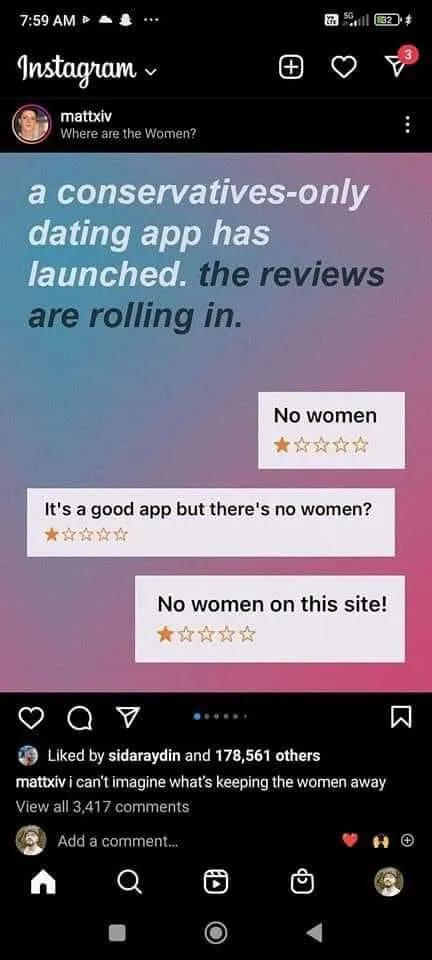 7:59 AM
Vo
LTE
5G
82
Instagram
3
mattxiv
Where are the Women?
a conservatives-only
dating app has
launched. the reviews
are rolling in.
No women
It's a good app but there's no women?
No women on this site!
Liked by sidaraydin and 178,561 others
mattxiv i can't imagine what's keeping the women away
View all 3,417 comments
Add a comment...